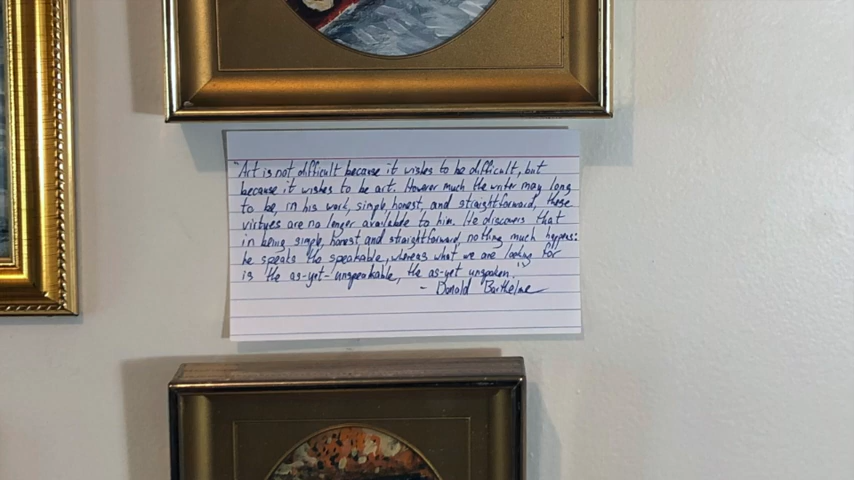 "Art is not difficult because it wishes to be difficult, but
because it wishes to be art. However much the writer may long
to be, in his work, simple, honest, and straightforward, these
virtues are no longer available to him. He discovers that
in being simple, honest and straightforward, nothing much happens:
he speaks the speakable, whereas what we are looking for
is the as-yet-unspeakable, the as-yet unspoken.
- Donald Barthelme